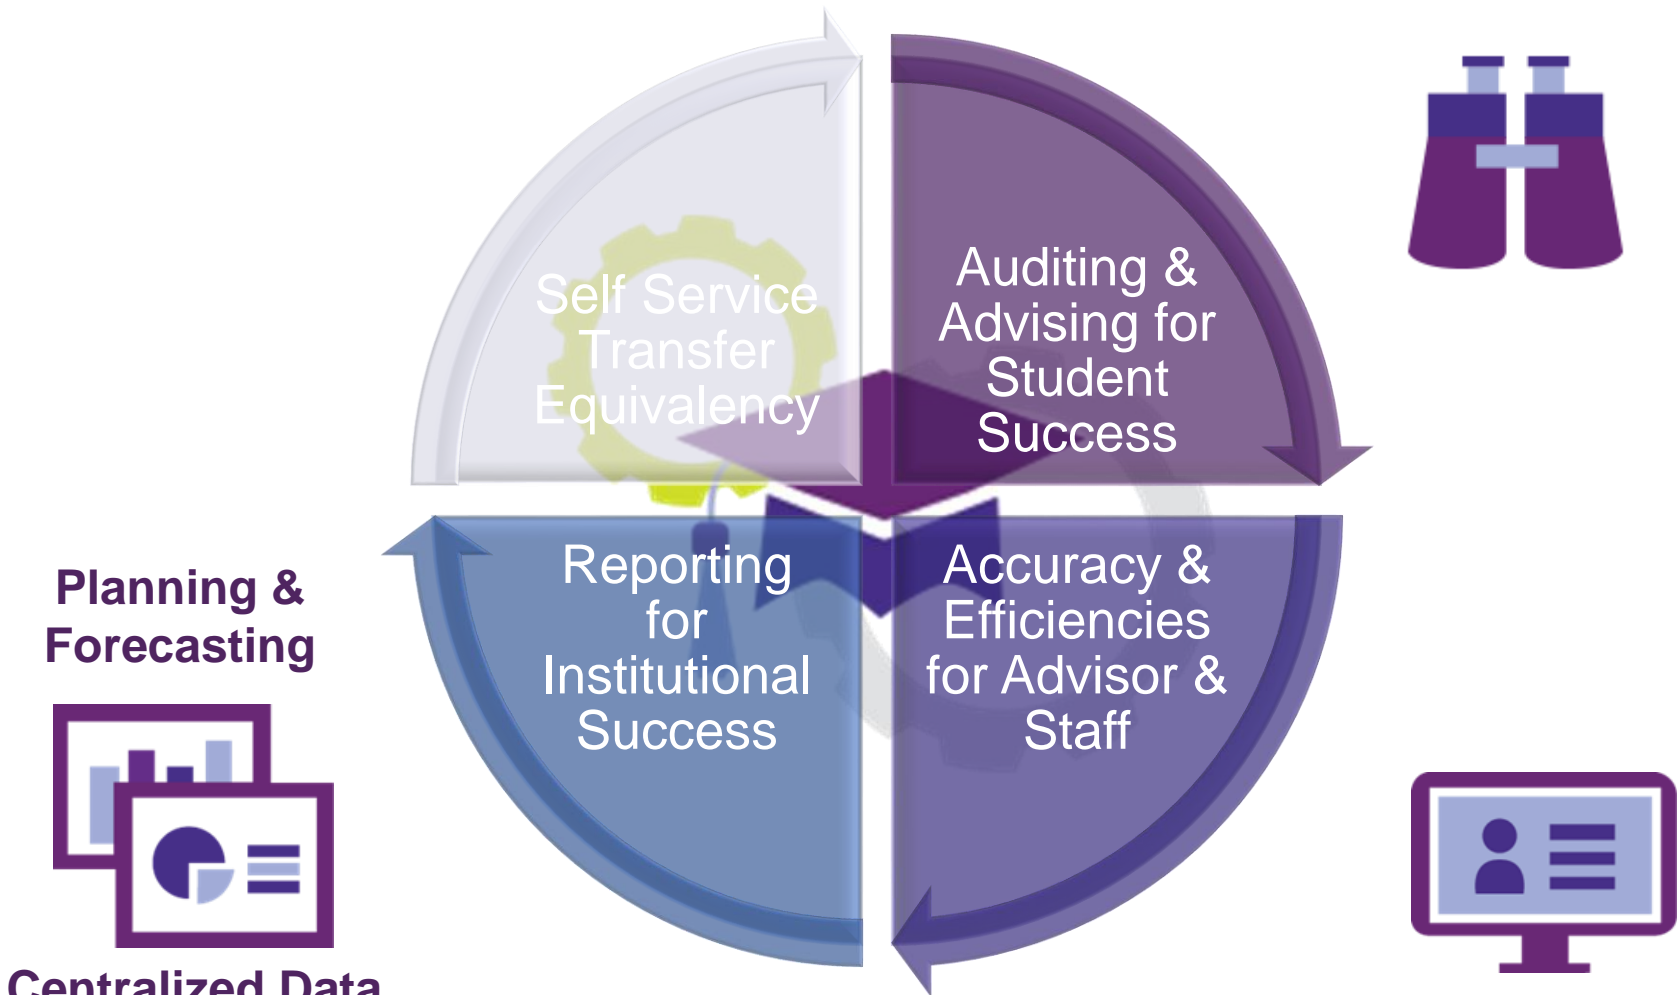 Self Service
Transfer
Equivalency
Auditing &
Advising for
Student
Success
Reporting
for
Institutional
Success
Accuracy &
Efficiencies
for Advisor &
Staff
Planning &
Forecasting
Centralized Data